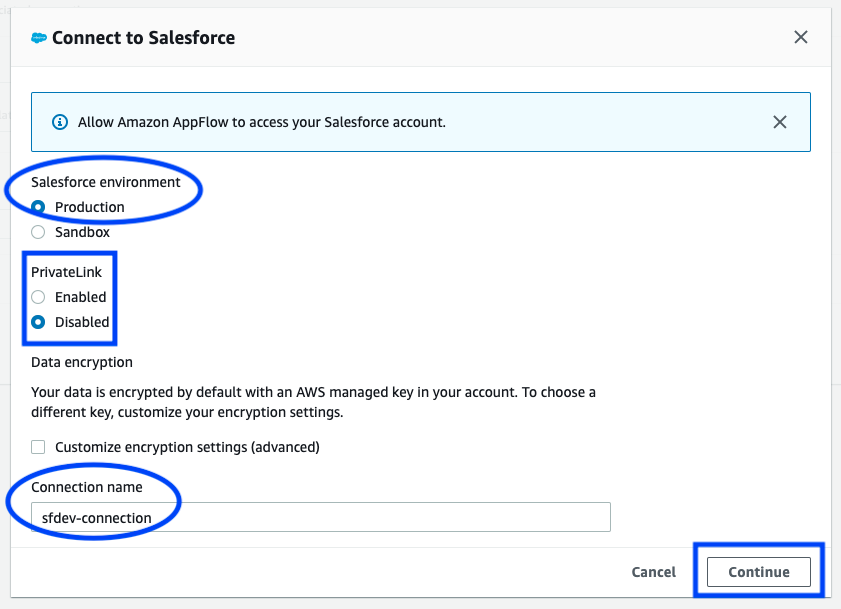 Connect to Salesforce
Allow Amazon AppFlow to access your Salesforce account.
Salesforce environment
Production
Sandbox
PrivateLink
Enabled
Disabled
Data encryption
Your data is encrypted by default with an AWS managed key in your account. To choose a
different key, customize your encryption settings.
Customize encryption settings (advanced)
Connection name
sfdev-connection
Cancel
Continue